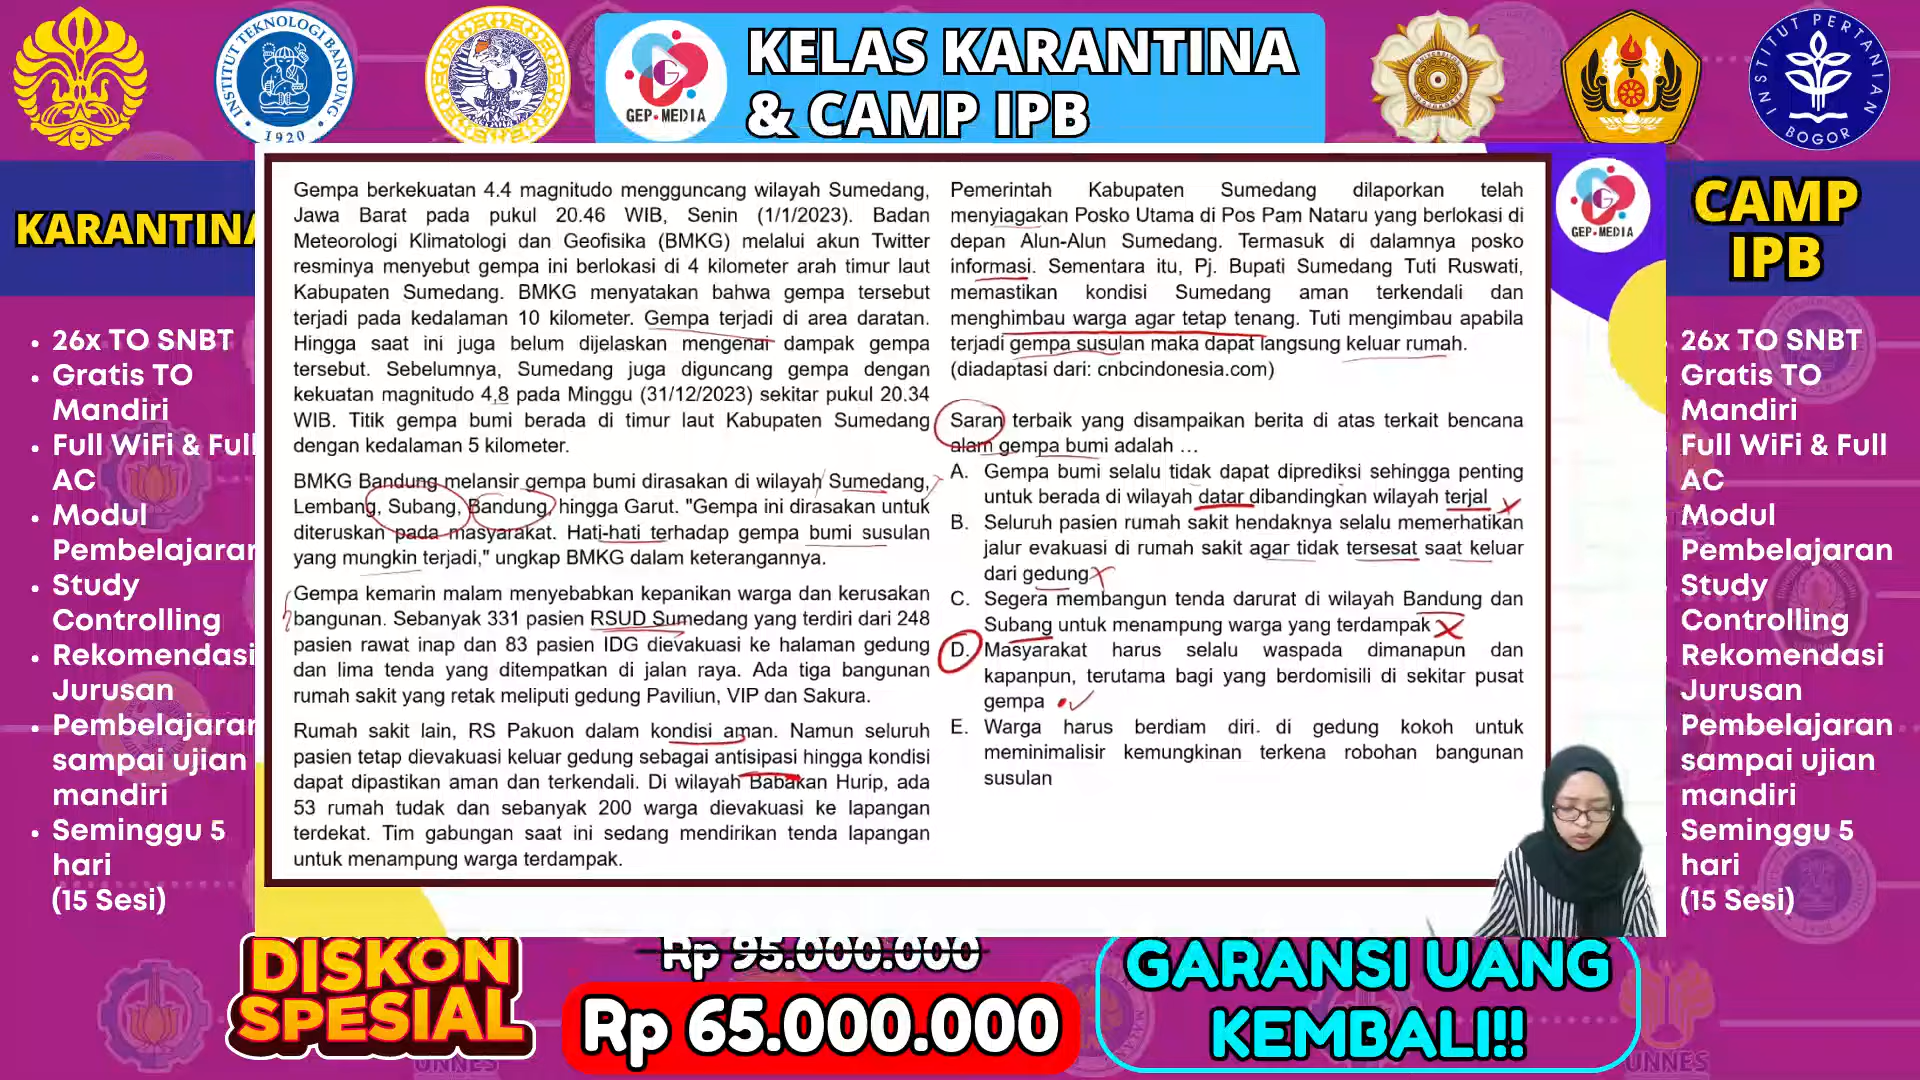 INSTITUT TEKNOLOGI BANDUNG
1920
GEP•MEDIA
KELAS KARANTINA
& CAMP IPB
INSTITUT PERTANIAN
BOGOR
KARANTINA
• 26x TO SNBT
• Gratis TO
Mandiri
• Full WiFi & Full
AC
• Modul
Pembelajaran
• Study
Controlling
• Rekomendasi
Jurusan
• Pembelajaran
sampai ujian
mandiri
• Seminggu 5
hari
(15 Sesi)
Gempa berkekuatan 4.4 magnitudo mengguncang wilayah Sumedang,
Jawa Barat pada pukul 20.46 WIB, Senin (1/1/2023). Badan
Meteorologi Klimatologi dan Geofisika (BMKG) melalui akun Twitter
resminya menyebut gempa ini berlokasi di 4 kilometer arah timur laut
Kabupaten Sumedang. BMKG menyatakan bahwa gempa tersebut
terjadi pada kedalaman 10 kilometer. Gempa terjadi di area daratan.
Hingga saat ini juga belum dijelaskan mengenai dampak gempa
tersebut. Sebelumnya, Sumedang juga diguncang gempa dengan
kekuatan magnitudo 4,8 pada Minggu (31/12/2023) sekitar pukul 20.34
WIB. Titik gempa bumi berada di timur laut Kabupaten Sumedang
dengan kedalaman 5 kilometer.
BMKG Bandung melansir gempa bumi dirasakan di wilayah Sumedang,
Lembang, Subang, Bandung, hingga Garut. "Gempa ini dirasakan untuk
diteruskan pada masyarakat. Hati-hati terhadap gempa bumi susulan
yang mungkin terjadi," ungkap BMKG dalam keterangannya.
Gempa kemarin malam menyebabkan kepanikan warga dan kerusakan
bangunan. Sebanyak 331 pasien RSUD Sumedang yang terdiri dari 248
pasien rawat inap dan 83 pasien IDG dievakuasi ke halaman gedung
dan lima tenda yang ditempatkan di jalan raya. Ada tiga bangunan
rumah sakit yang retak meliputi gedung Paviliun, VIP dan Sakura.
Rumah sakit lain, RS Pakuon dalam kondisi aman. Namun seluruh
pasien tetap dievakuasi keluar gedung sebagai antisipasi hingga kondisi
dapat dipastikan aman dan terkendali. Di wilayah Babakan Hurip, ada
53 rumah tudak dan sebanyak 200 warga dievakuasi ke lapangan
terdekat. Tim gabungan saat ini sedang mendirikan tenda lapangan
untuk menampung warga terdampak.
Pemerintah Kabupaten Sumedang dilaporkan telah
menyiagakan Posko Utama di Pos Pam Nataru yang berlokasi di
depan Alun-Alun Sumedang. Termasuk di dalamnya posko
informasi. Sementara itu, Pj. Bupati Sumedang Tuti Ruswati,
memastikan kondisi Sumedang aman terkendali dan
menghimbau warga agar tetap tenang. Tuti mengimbau apabila
terjadi gempa susulan maka dapat langsung keluar rumah.
(diadaptasi dari: cnbcindonesia.com)
Saran terbaik yang disampaikan berita di atas terkait bencana
alam gempa bumi adalah ...
A. Gempa bumi selalu tidak dapat diprediksi sehingga penting
untuk berada di wilayah datar dibandingkan wilayah terjal
B. Seluruh pasien rumah sakit hendaknya selalu memerhatikan
jalur evakuasi di rumah sakit agar tidak tersesat saat keluar
dari gedung
C. Segera membangun tenda darurat di wilayah Bandung dan
Subang untuk menampung warga yang terdampak
D. Masyarakat harus selalu waspada dimanapun dan
kapanpun, terutama bagi yang berdomisili di sekitar pusat
gempa
E. Warga harus berdiam diri di gedung kokoh untuk
meminimalisir kemungkinan terkena robohan bangunan
susulan
GEP•MEDIA
CAMP
IPB
• 26x TO SNBT
Gratis TO
Mandiri
Full WiFi & Full
AC
Modul
Pembelajaran
Study
Controlling
Rekomendasi
Jurusan
Pembelajaran
sampai ujian
mandiri
Seminggu 5
hari
(15 Sesi)
DISKON
SPESIAL
Rp 95.000.000
Rp 65.000.000
GARANSI UANG
KEMBALI!!
UNNES
UNNES